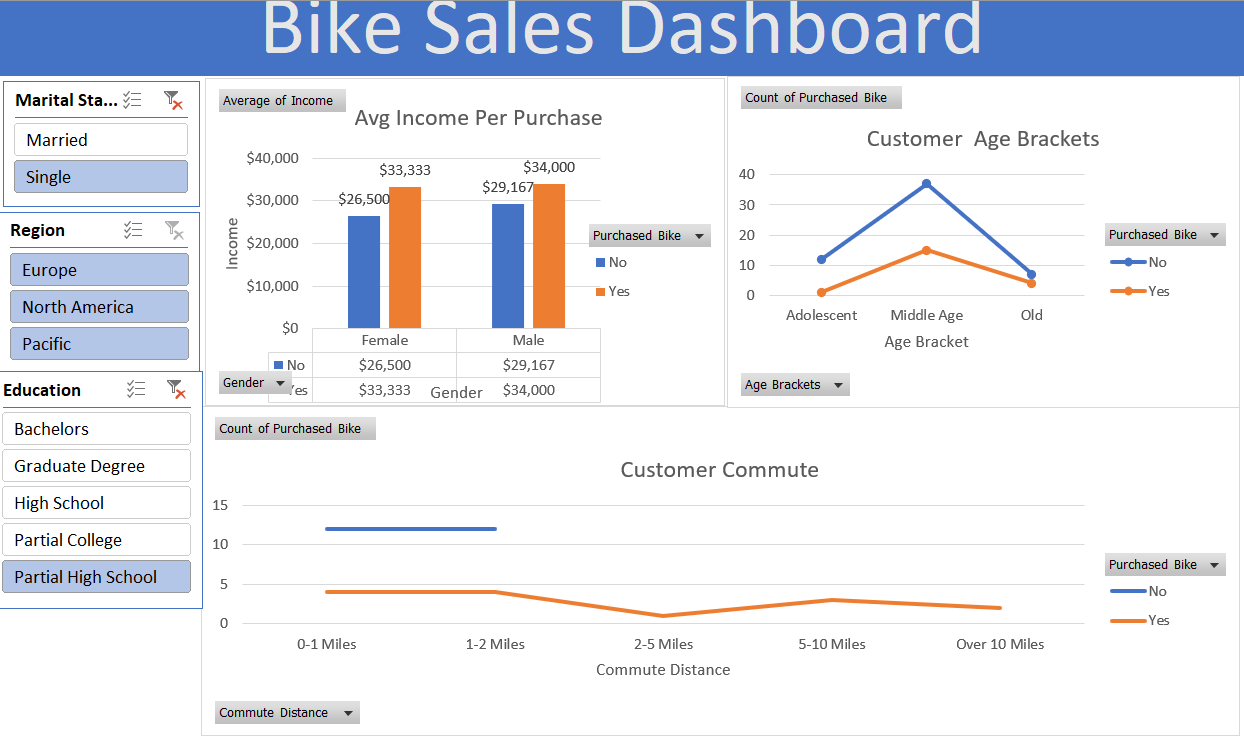 Bike Sales Dashboard
Marital Sta...
Married
Single
Region
Europe
North America
Pacific
Education
Bachelors
Graduate Degree
High School
Partial College
Partial High School
Average of Income
Avg Income Per Purchase
$40,000
$30,000
$20,000
$10,000
$0
Income
$26,500
$33,333
$29,167
$34,000
Female Male
No $26,500 $29,167
Yes $33,333 $34,000
Gender
Gender
Purchased Bike
No
Yes
Count of Purchased Bike
Customer Age Brackets
40
30
20
10
0
Adolescent Middle Age Old
Age Bracket
Purchased Bike
No
Yes
Age Brackets
Count of Purchased Bike
Customer Commute
15
10
5
0
0-1 Miles 1-2 Miles 2-5 Miles 5-10 Miles Over 10 Miles
Commute Distance
Purchased Bike
No
Yes
Commute Distance